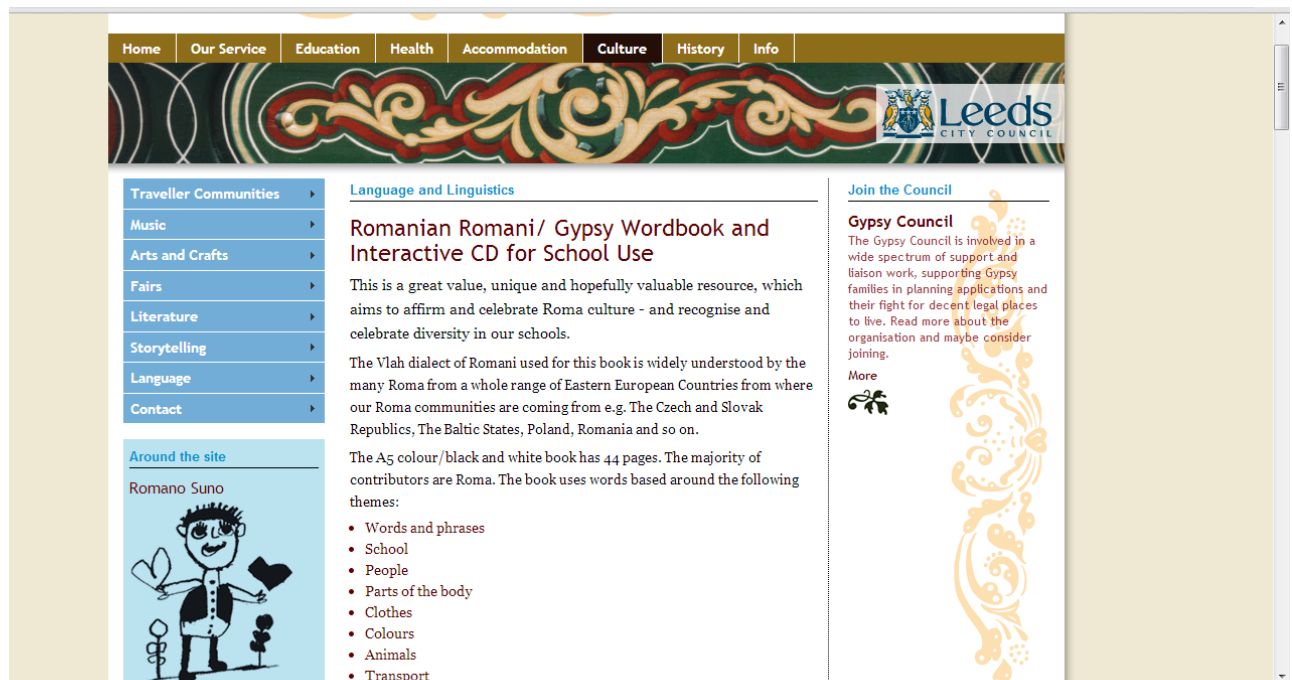 Home Our Service Education Health Accommodation Culture History Info
Leeds
CITY COUNCIL
Traveller Communities
Music
Arts and Crafts
Fairs
Literature
Storytelling
Language
Contact
Around the site
Romano Suno
Language and Linguistics
Romanian Romani/ Gypsy Wordbook and
Interactive CD for School Use
This is a great value, unique and hopefully valuable resource, which
aims to affirm and celebrate Roma culture - and recognise and
celebrate diversity in our schools.
The Vlah dialect of Romani used for this book is widely understood by the
many Roma from a whole range of Eastern European Countries from where
our Roma communities are coming from e.g. The Czech and Slovak
Republics, The Baltic States, Poland, Romania and so on.
The A5 colour/black and white book has 44 pages. The majority of
contributors are Roma. The book uses words based around the following
themes:
• Words and phrases
• School
• People
• Parts of the body
• Clothes
• Colours
• Animals
• Transport
Join the Council
Gypsy Council
The Gypsy Council is involved in a
wide spectrum of support and
liaison work, supporting Gypsy
families in planning applications and
their fight for decent legal places
to live. Read more about the
organisation and maybe consider
joining.
More